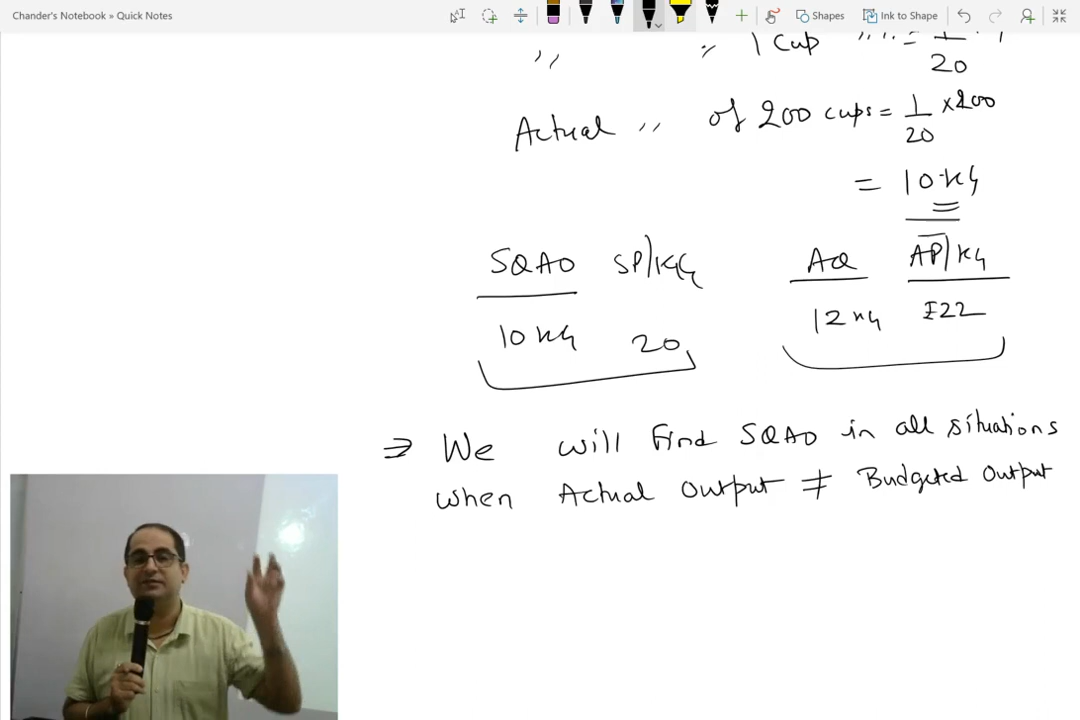 Chander's Notebook » Quick Notes
Shapes
Ink to Shape
,, ,, 1 Cup ,, ,, =
20
Actual ,, of 200 cups = 1/20 × 200
= 10 KG
SQAO SP/KG AQ AP/KG
10 KG 20 12 KG ₹22
⇒ We will Find SQAO in all situations
when Actual Output ≠ Budgeted Output